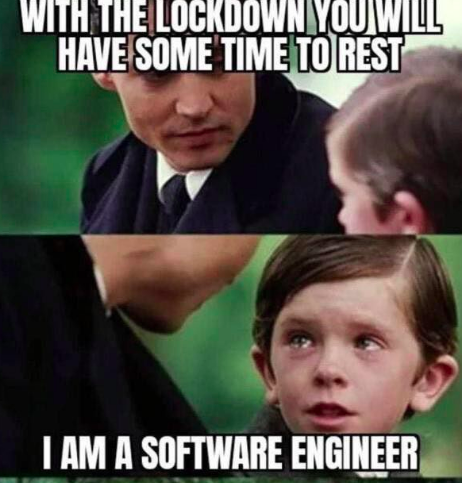 WITH THE LOCKDOWN YOU WILL
HAVE SOME TIME TO REST
I AM A SOFTWARE ENGINEER